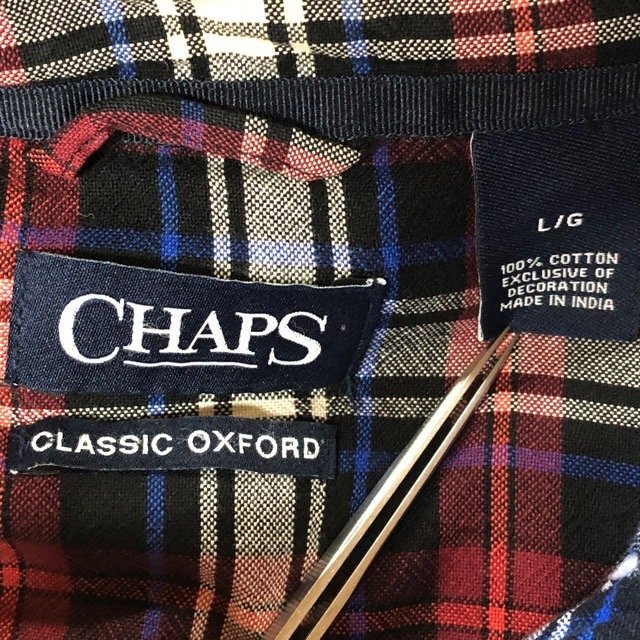 CHAPS
CLASSIC OXFORD
L/G
100% COTTON
EXCLUSIVE OF
DECORATION
MADE IN INDIA